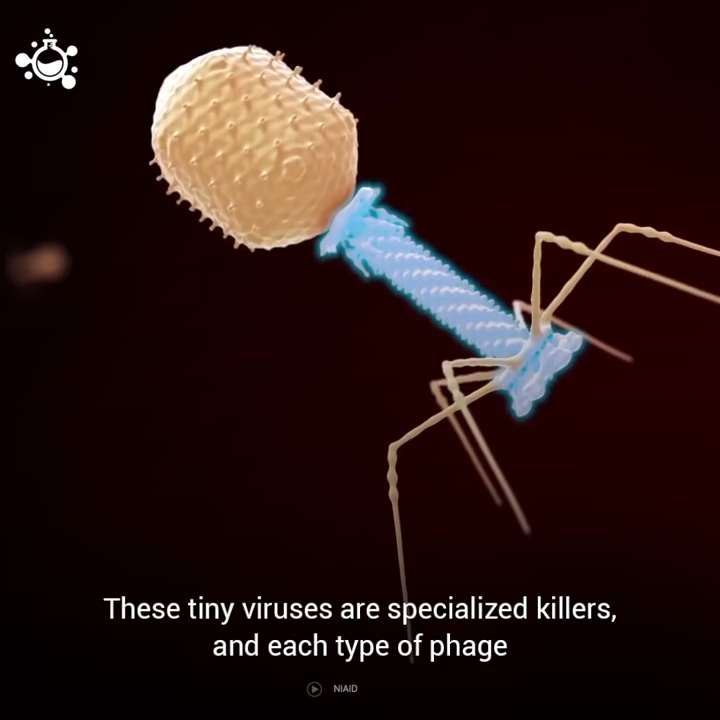 These tiny viruses are specialized killers,
and each type of phage
NIAID